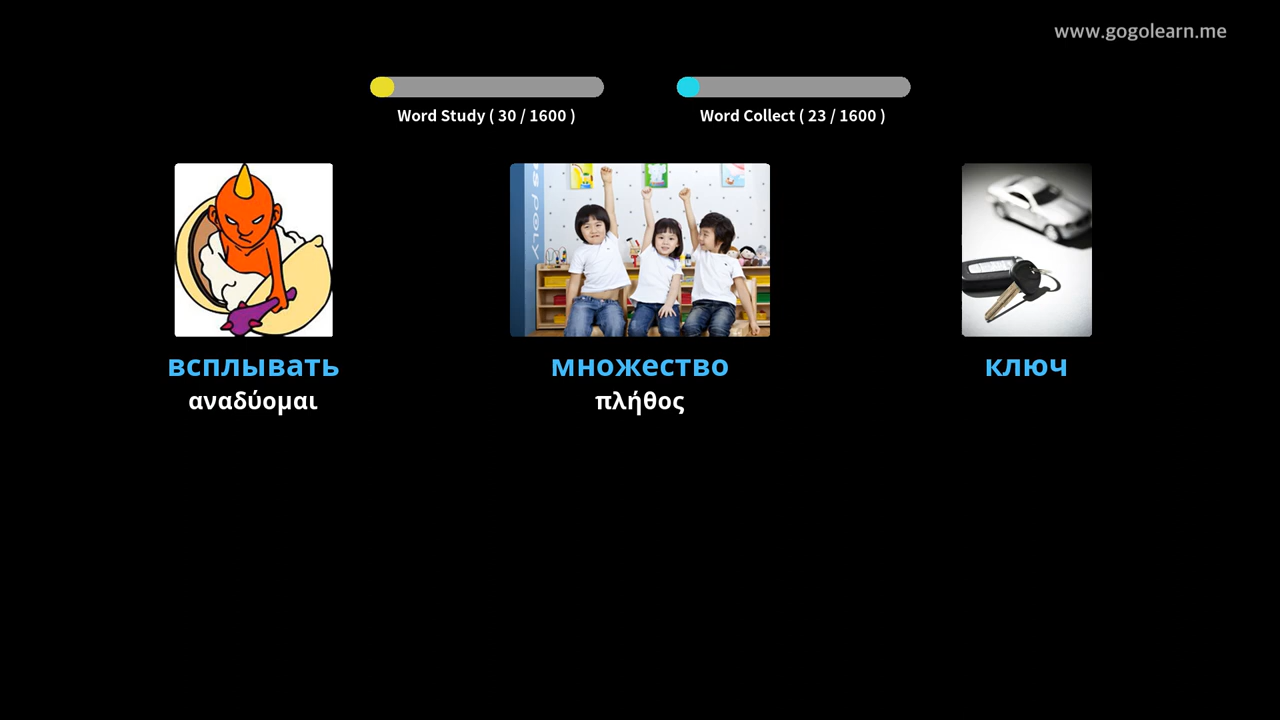 www.gogolearn.me
Word Study ( 30 / 1600 )
Word Collect ( 23 / 1600 )
всплывать
множество
ключ
αναδύομαι
πλήθος